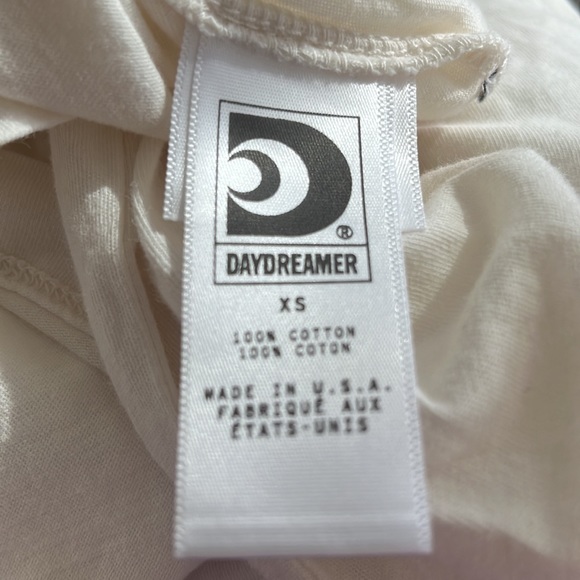 ®
DAYDREAMER
XS
100% COTTON
100% COTON
MADE IN U.S.A.
FABRIQUÉ AUX
ÉTATS-UNIS